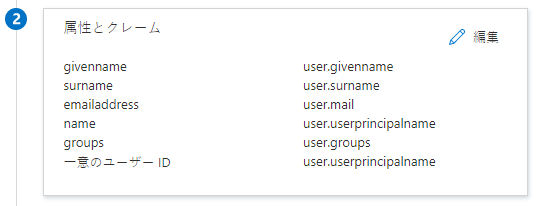 2
属性とクレーム
編集
givenname user.givenname
surname user.surname
emailaddress user.mail
name user.userprincipalname
groups user.groups
一意のユーザー ID user.userprincipalname